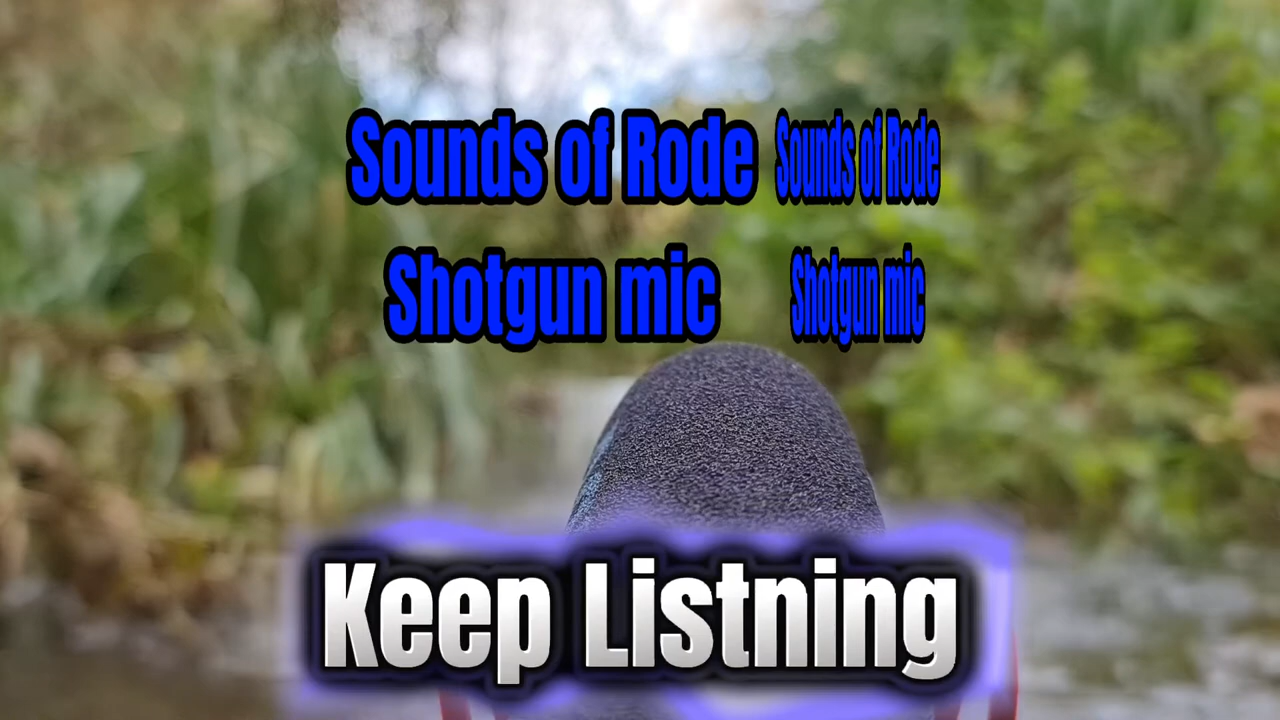 Sounds of Rode Sounds of Rode
Shotgun mic Shotgun mic
Keep Listning